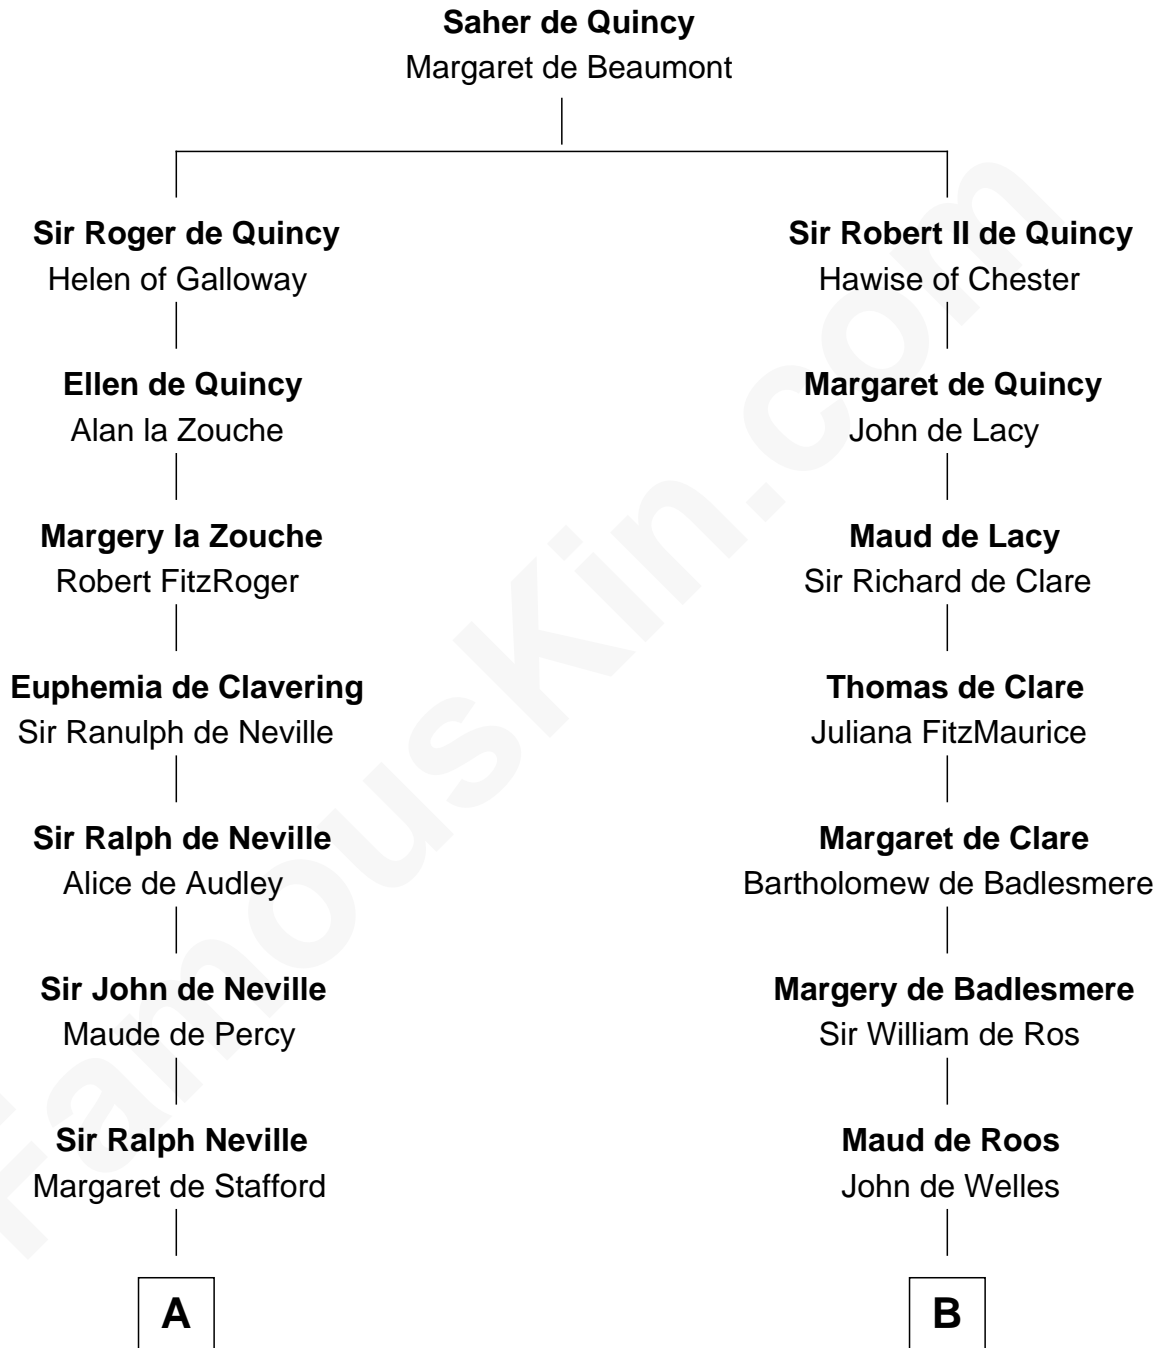 Saher de Quincy
Margaret de Beaumont
Sir Roger de Quincy
Helen of Galloway
Sir Robert II de Quincy
Hawise of Chester
Ellen de Quincy
Alan la Zouche
Margaret de Quincy
John de Lacy
Margery la Zouche
Robert FitzRoger
Maud de Lacy
Sir Richard de Clare
Euphemia de Clavering
Sir Ranulph de Neville
Thomas de Clare
Juliana FitzMaurice
Sir Ralph de Neville
Alice de Audley
Margaret de Clare
Bartholomew de Badlesmere
Sir John de Neville
Maude de Percy
Margery de Badlesmere
Sir William de Ros
Sir Ralph Neville
Margaret de Stafford
Maud de Roos
John de Welles
A
B
FamousKin.com